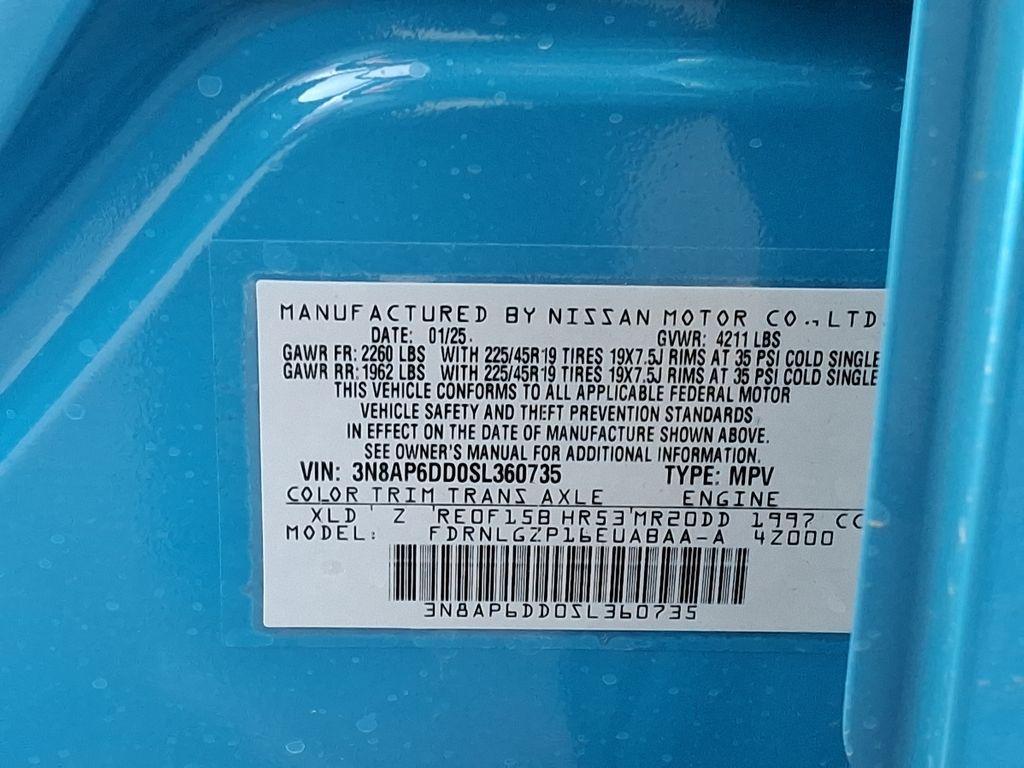 MANUFACTURED BY NISSAN MOTOR CO., LTD.
DATE: 01/25. GVWR: 4211 LBS
GAWR FR: 2260 LBS WITH 225/45R19 TIRES 19X7.5J RIMS AT 35 PSI COLD SINGLE
GAWR RR: 1962 LBS WITH 225/45R19 TIRES 19X7.5J RIMS AT 35 PSI COLD SINGLE
THIS VEHICLE CONFORMS TO ALL APPLICABLE FEDERAL MOTOR
VEHICLE SAFETY AND THEFT PREVENTION STANDARDS
IN EFFECT ON THE DATE OF MANUFACTURE SHOWN ABOVE.
SEE OWNER'S MANUAL FOR ADDITIONAL INFORMATION.
VIN: 3N8AP6DD0SL360735 TYPE: MPV
COLOR TRIM TRANS AXLE ENGINE
XLD Z RE0F15B HR53 MR20DD 1997 CC
MODEL: FDRNLGZP16EUABAA-A 4Z000
3N8AP6DD0SL360735